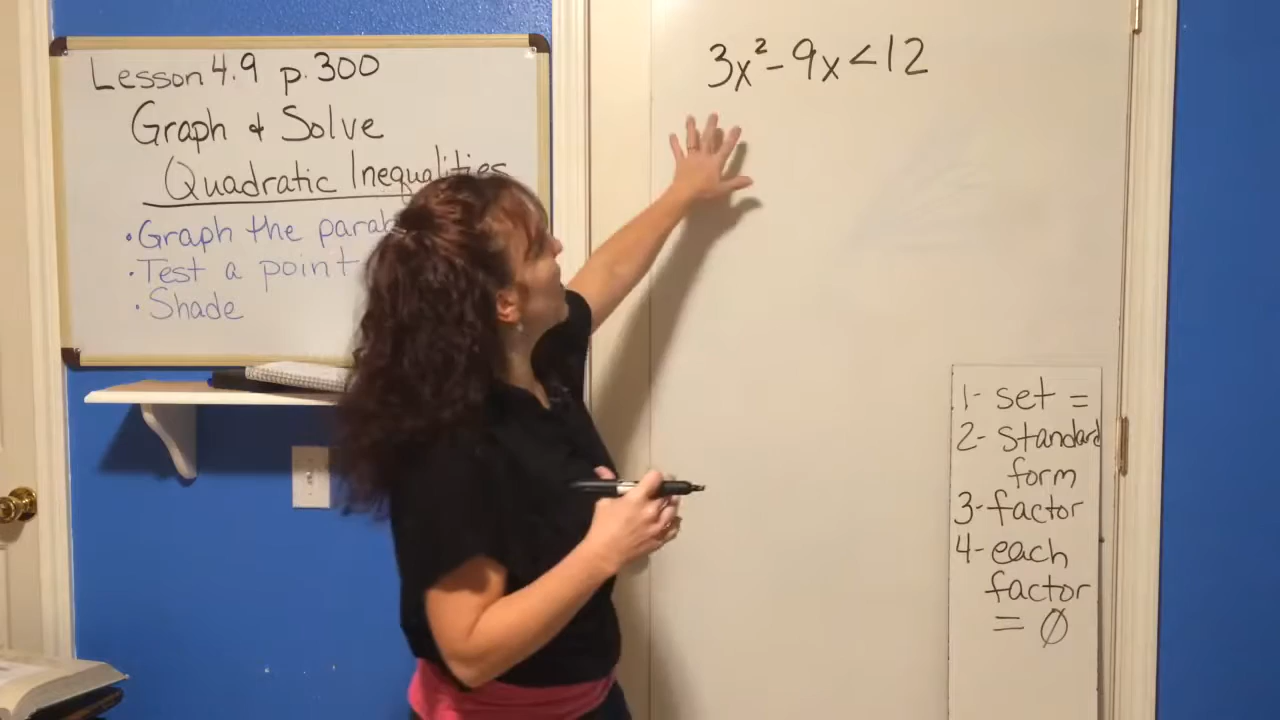 Lesson 4.9 p.300
Graph & Solve
Quadratic Inequalities
• Graph the
• Test a point
• Shade
3x²-9x<12
1- set =
2- standard
form
3- factor
4- each
factor
= Ø